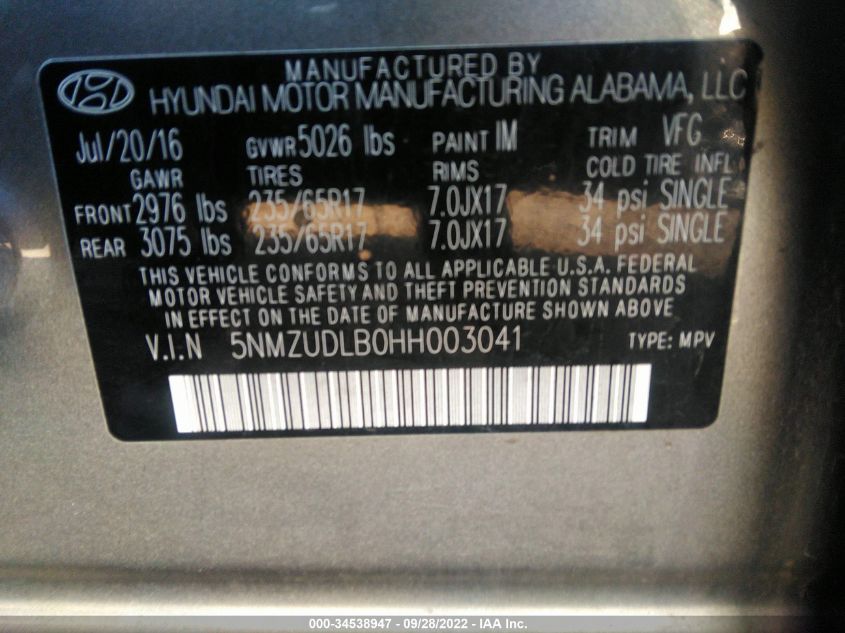 MANUFACTURED BY
HYUNDAI MOTOR MANUFACTURING ALABAMA, LLC
Jul/20/16 GVWR 5026 lbs PAINT IM TRIM VFG
GAWR TIRES RIMS COLD TIRE INFL
FRONT 2976 lbs 235/65R17 7.0JX17 34 psi SINGLE
REAR 3075 lbs 235/65R17 7.0JX17 34 psi SINGLE
THIS VEHICLE CONFORMS TO ALL APPLICABLE U.S.A. FEDERAL
MOTOR VEHICLE SAFETY AND THEFT PREVENTION STANDARDS
IN EFFECT ON THE DATE OF MANUFACTURE SHOWN ABOVE
V.I.N 5NMZUDLB0HH003041 TYPE: MPV
000-34538947 / 09/28/2022 / IAA Inc.